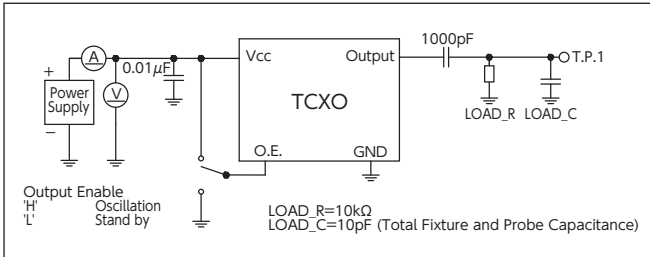 A
+
Power
Supply
−
V
0.01μF
Vcc
Output
TCXO
O.E.
GND
1000pF
T.P.1
LOAD_R
LOAD_C
Output Enable
'H' Oscillation
'L' Stand by
LOAD_R=10kΩ
LOAD_C=10pF (Total Fixture and Probe Capacitance)